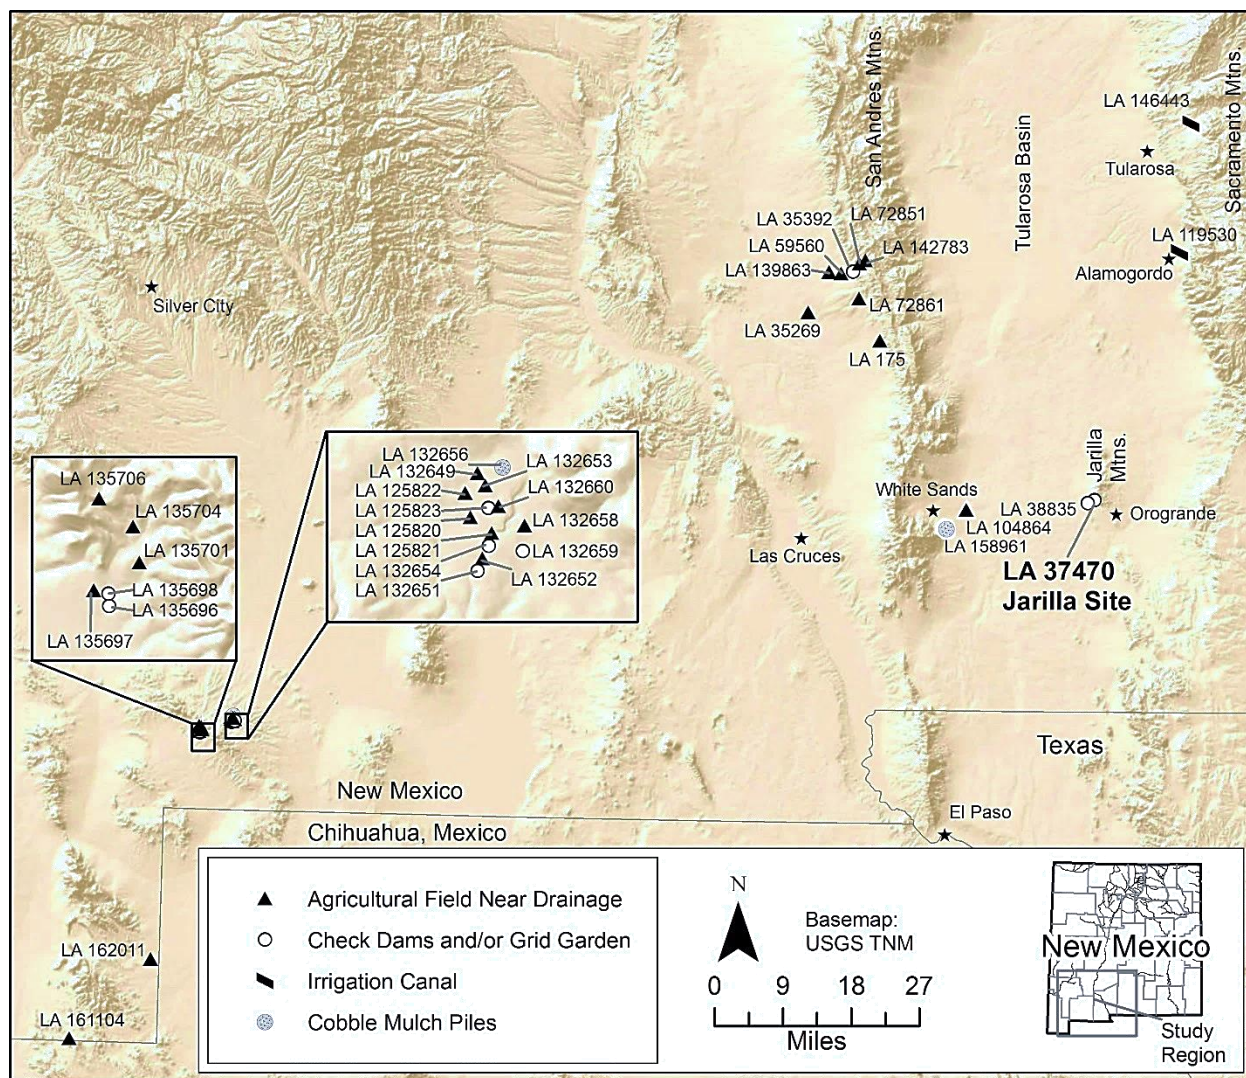 San Andres Mtns.
Tularosa Basin
Sacramento Mtns.
LA 146443
Tularosa
LA 119530
Alamogordo
LA 35392
LA 72851
LA 59560
LA 142783
LA 139863
LA 72861
LA 35269
LA 175
Silver City
LA 135706
LA 135704
LA 135701
LA 135698
LA 135696
LA 135697
LA 132656
LA 132649
LA 125822
LA 125823
LA 125820
LA 125821
LA 132654
LA 132651
LA 132653
LA 132660
LA 132658
LA 132659
LA 132652
Las Cruces
White Sands
LA 104864
LA 158961
Jarilla
Mtns.
LA 38835
Orogrande
LA 37470
Jarilla Site
Texas
New Mexico
Chihuahua, Mexico
El Paso
LA 162011
LA 161104
Agricultural Field Near Drainage
Check Dams and/or Grid Garden
Irrigation Canal
Cobble Mulch Piles
N
Basemap:
USGS TNM
0 9 18 27
Miles
New Mexico
Study
Region